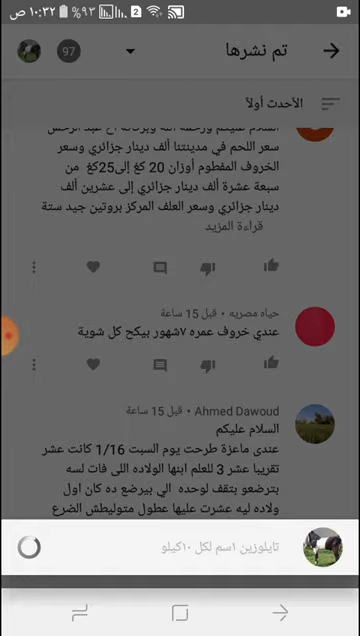 ١٠:٣٢ ص
٩٣%
2
تم نشرها
97
الأحدث أولاً
السلام عليكم ورحمة الله وبركاته اخ عبد الرحمن
سعر اللحم في مدينتنا ألف دينار جزائري وسعر
الخروف المفطوم أوزان 20 كغ إلى25كغ من
سبعة عشرة ألف دينار جزائري إلى عشرين ألف
دينار جزائري وسعر العلف المركز بروتين جيد ستة
قراءة المزيد
حياه مصريه • قبل 15 ساعة
عندي خروف عمره ٧شهور بيكح كل شوية
Ahmed Dawoud • قبل 15 ساعة
السلام عليكم
عندى ماعزة طرحت يوم السبت 1/16 كانت عشر
تقريبا عشر 3 للعلم ابنها الولاده اللى فات لسه
بترضعو بتقف لوحده الي بيرضع ده كان اول
ولاده ليه عشرت عليها عطول متوليطش الضرع
تايلوزين ١سم لكل ١٠كيلو